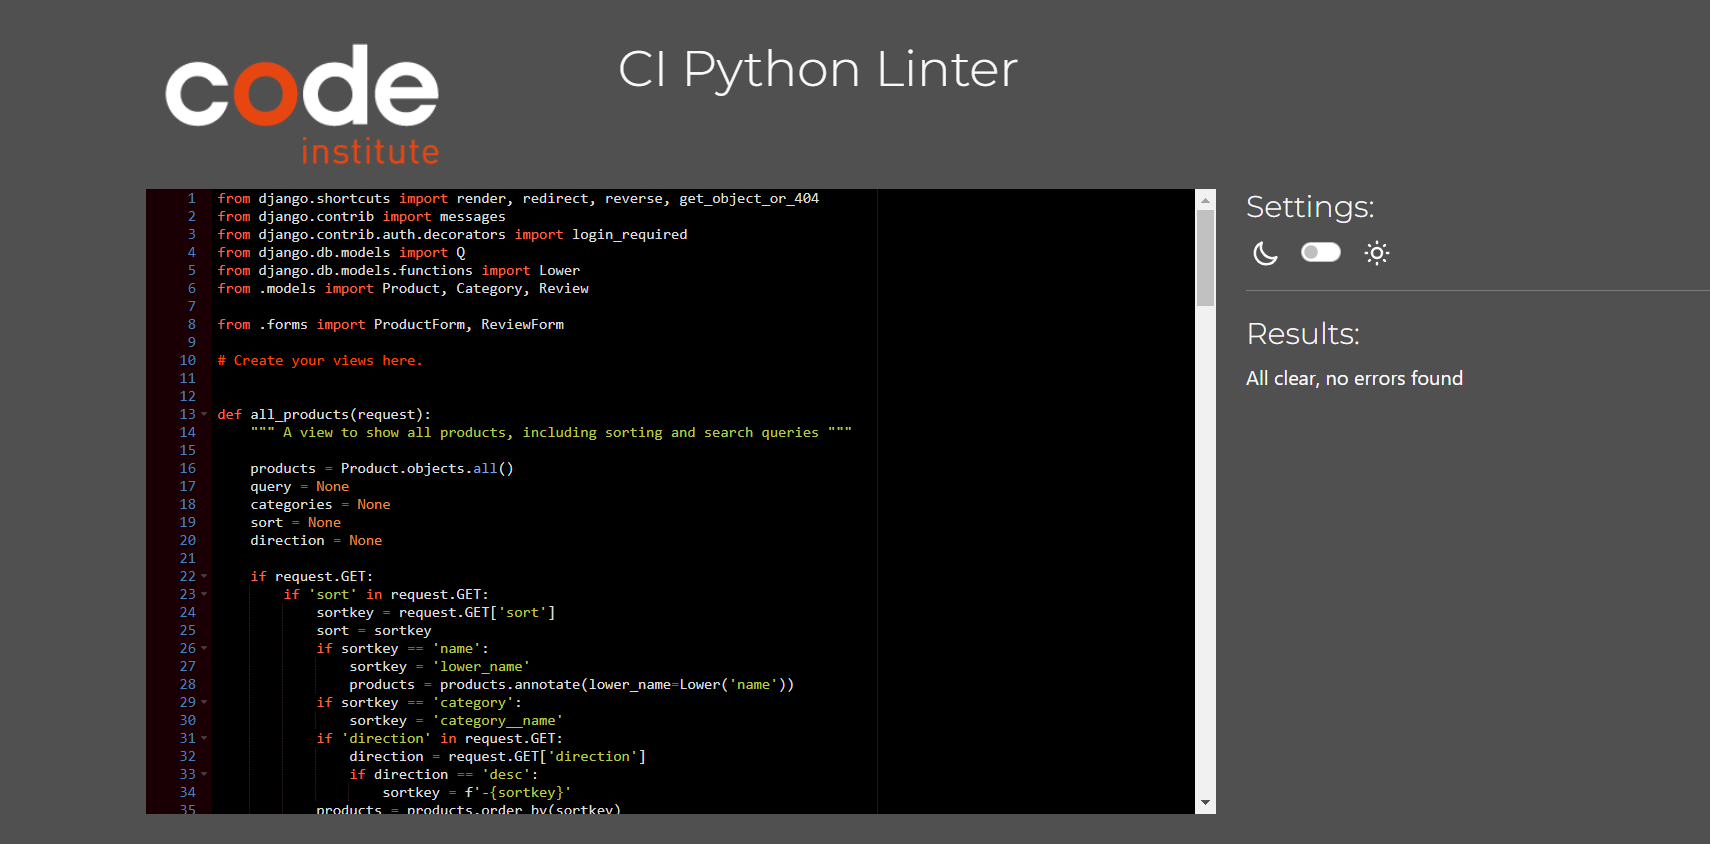 code
institute
CI Python Linter
1 from django.shortcuts import render, redirect, reverse, get_object_or_404
2 from django.contrib import messages
3 from django.contrib.auth.decorators import login_required
4 from django.db.models import Q
5 from django.db.models.functions import Lower
6 from .models import Product, Category, Review
7
8 from .forms import ProductForm, ReviewForm
9
10 # Create your views here.
11
12
13 def all_products(request):
14     """ A view to show all products, including sorting and search queries """
15
16     products = Product.objects.all()
17     query = None
18     categories = None
19     sort = None
20     direction = None
21
22     if request.GET:
23         if 'sort' in request.GET:
24             sortkey = request.GET['sort']
25             sort = sortkey
26             if sortkey == 'name':
27                 sortkey = 'lower_name'
28                 products = products.annotate(lower_name=Lower('name'))
29             if sortkey == 'category':
30                 sortkey = 'category__name'
31             if 'direction' in request.GET:
32                 direction = request.GET['direction']
33                 if direction == 'desc':
34                     sortkey = f'-{sortkey}'
35             products = products.order_by(sortkey)
Settings:
Results:
All clear, no errors found